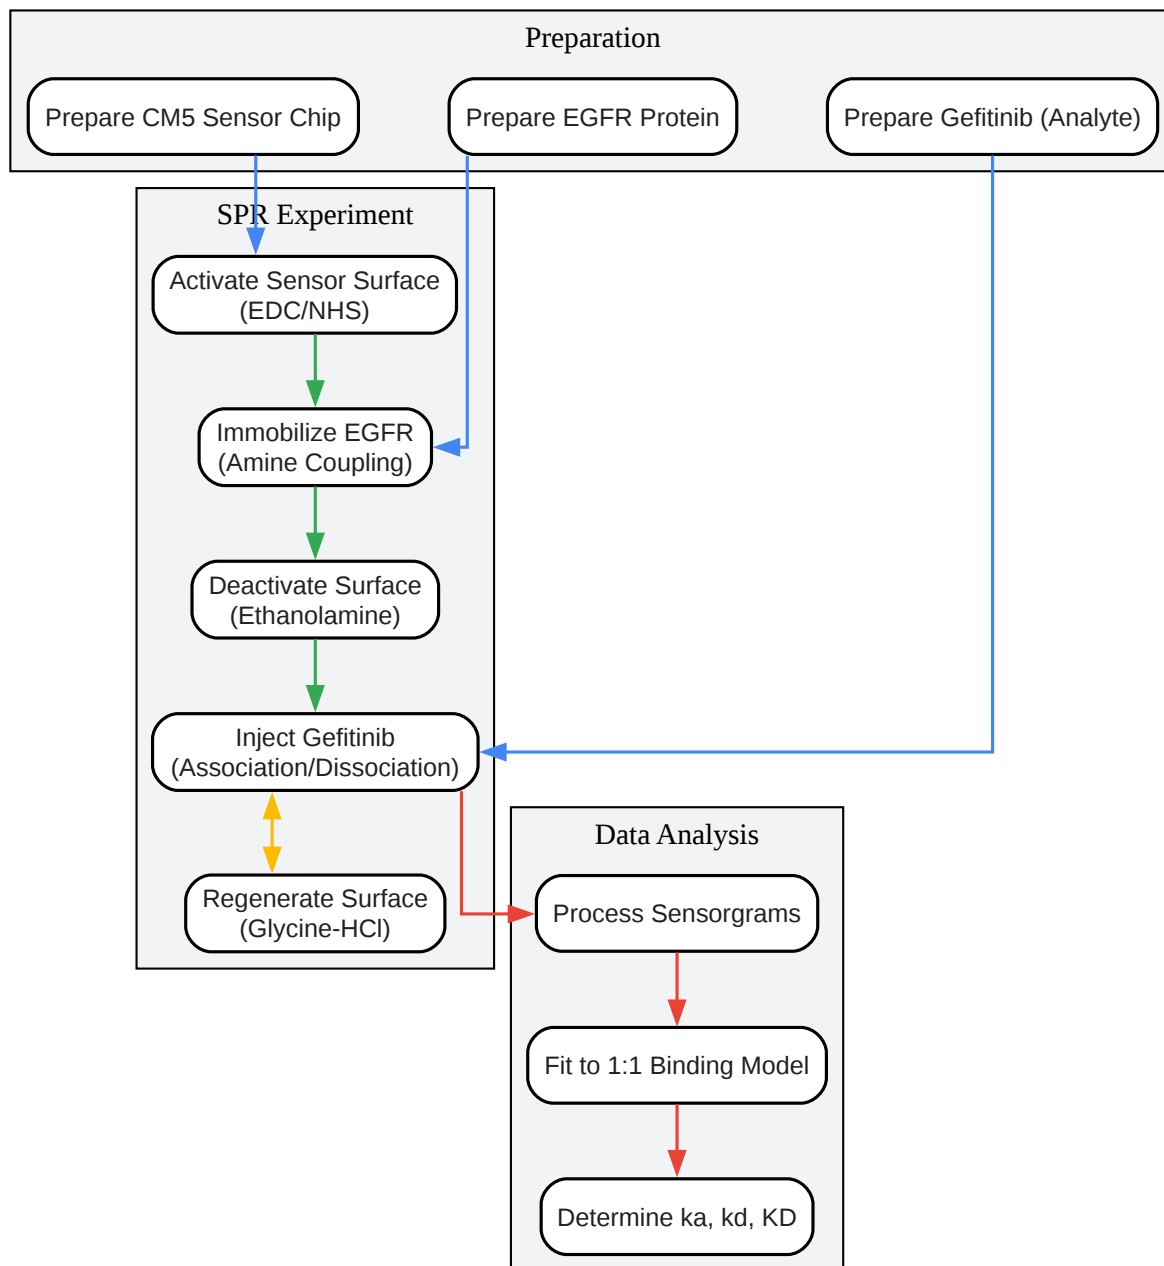 Preparation
Prepare CM5 Sensor Chip
Prepare EGFR Protein
Prepare Gefitinib (Analyte)
SPR Experiment
Activate Sensor Surface
(EDC/NHS)
Immobilize EGFR
(Amine Coupling)
Deactivate Surface
(Ethanolamine)
Inject Gefitinib
(Association/Dissociation)
Regenerate Surface
(Glycine-HCl)
Data Analysis
Process Sensorgrams
Fit to 1:1 Binding Model
Determine ka, kd, KD